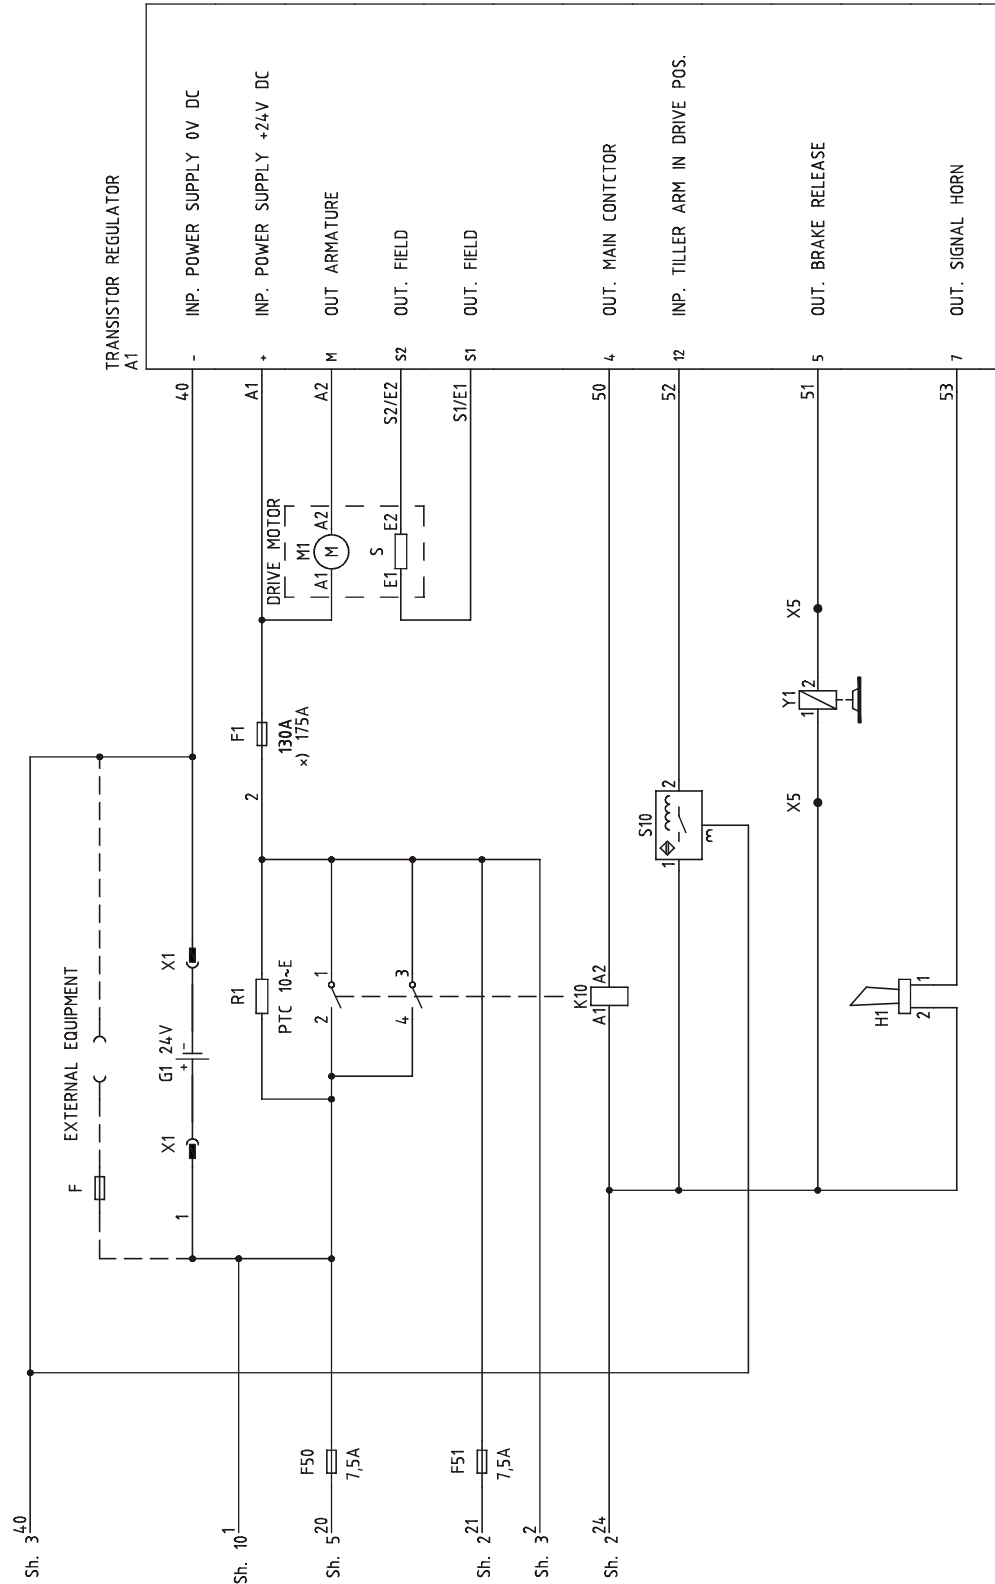 TRANSISTOR REGULATOR
A1
INP. POWER SUPPLY 0V DC
-
40
INP. POWER SUPPLY +24V DC
+
A1
OUT ARMATURE
M
A2
OUT. FIELD
S2
S2/E2
OUT. FIELD
S1
S1/E1
OUT. MAIN CONTCTOR
4
50
INP. TILLER ARM IN DRIVE POS.
12
52
OUT. BRAKE RELEASE
5
51
OUT. SIGNAL HORN
7
53
DRIVE MOTOR
M1
A1
M
A2
S
E1
E2
F1
130A
x) 175A
2
EXTERNAL EQUIPMENT
F
X1
G1 24V
+ -
X1
1
R1
PTC 10~E
2
1
4
3
K10
A1
A2
S10
1
2
3
X5
Y1
1
2
X5
H1
2
1
F50
7,5A
F51
7,5A
Sh. 3 40
Sh. 10 1
Sh. 5 20
Sh. 2 21
Sh. 3 2
Sh. 2 24